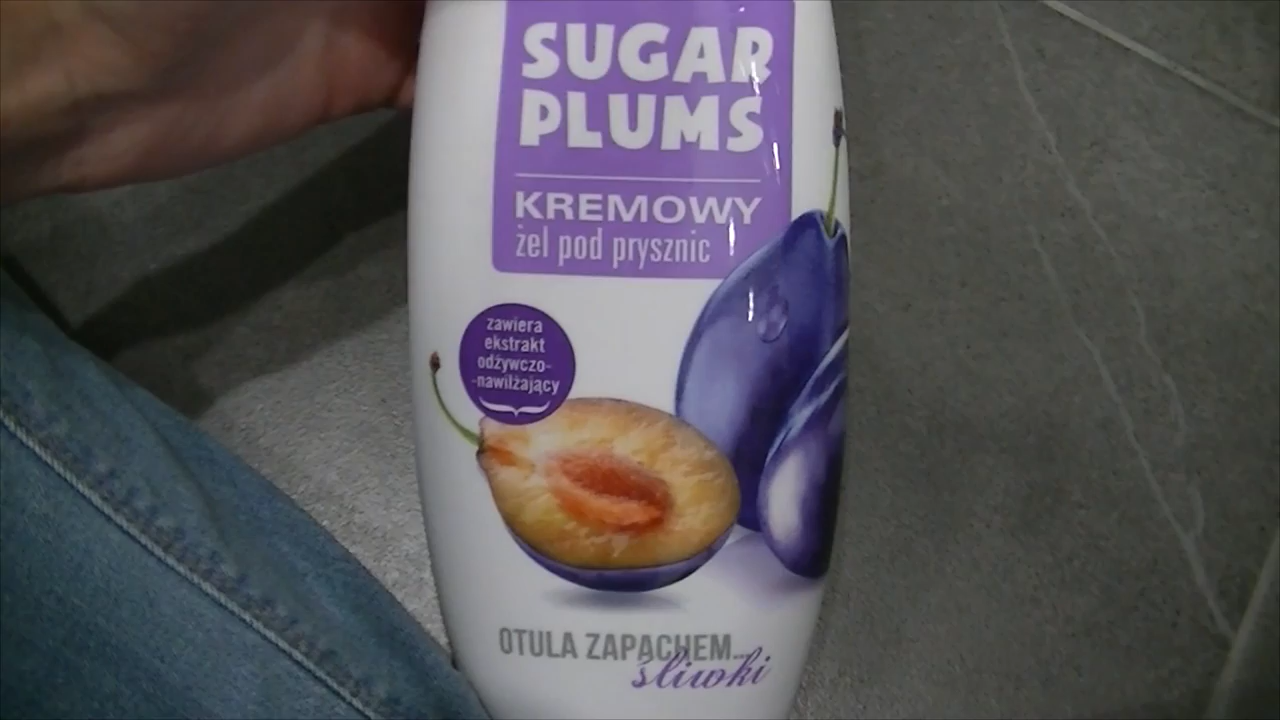 SUGAR
PLUMS
KREMOWY
żel pod prysznic
zawiera
ekstrakt
odżywczo-
-nawilżający
OTULA ZAPACHEM...
śliwki